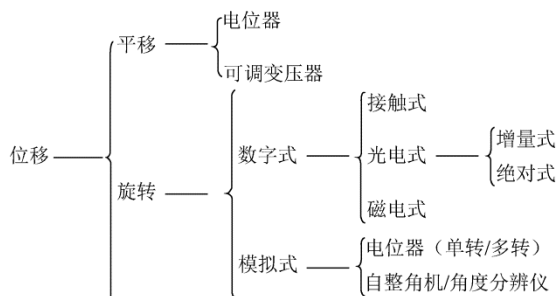 电位器
平移
可调变压器
接触式
增量式
位移
数字式
光电式
绝对式
旋转
磁电式
电位器（单转/多转）
模拟式
自整角机/角度分辨仪